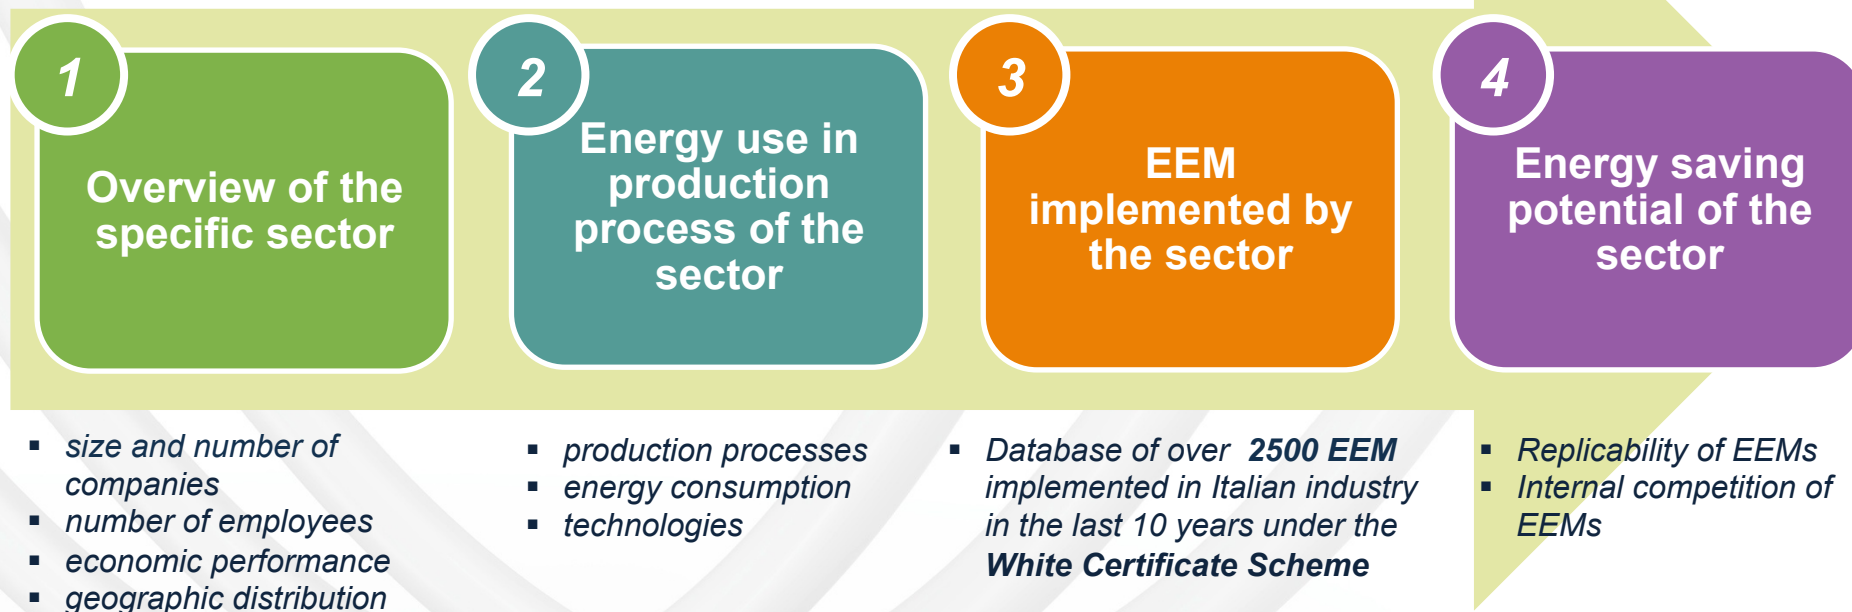 1
Overview of the
specific sector
2
Energy use in
production
process of the
sector
3
EEM
implemented by
the sector
4
Energy saving
potential of the
sector
▪ size and number of
companies
▪ number of employees
▪ economic performance
▪ geographic distribution
▪ production processes
▪ energy consumption
▪ technologies
▪ Database of over 2500 EEM
implemented in Italian industry
in the last 10 years under the
White Certificate Scheme
▪ Replicability of EEMs
▪ Internal competition of
EEMs